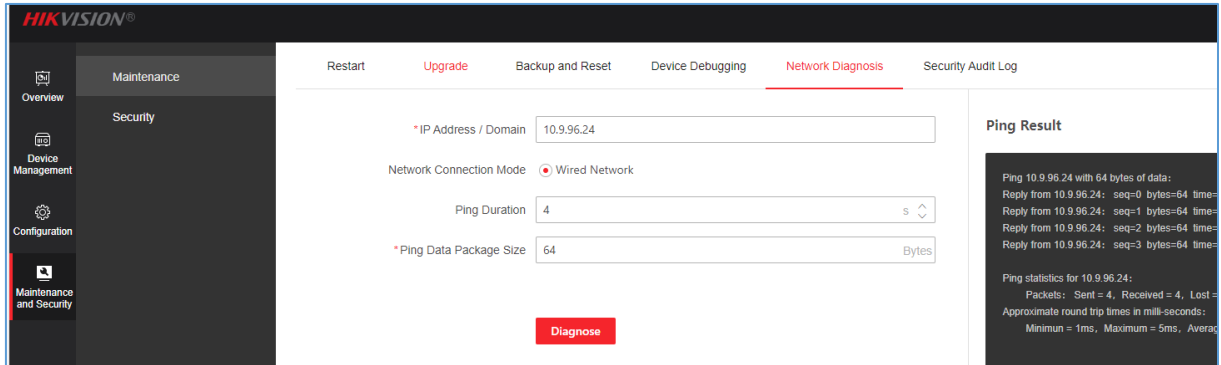 HIKVISION®
Overview
Device
Management
Configuration
Maintenance
and Security
Maintenance
Security
Restart Upgrade Backup and Reset Device Debugging Network Diagnosis Security Audit Log
*IP Address / Domain 10.9.96.24
Network Connection Mode Wired Network
Ping Duration 4 s
*Ping Data Package Size 64 Bytes
Diagnose
Ping Result
Ping 10.9.96.24 with 64 bytes of data:
Reply from 10.9.96.24: seq=0 bytes=64 time=
Reply from 10.9.96.24: seq=1 bytes=64 time=
Reply from 10.9.96.24: seq=2 bytes=64 time=
Reply from 10.9.96.24: seq=3 bytes=64 time=
Ping statistics for 10.9.96.24:
Packets: Sent = 4, Received = 4, Lost =
Approximate round trip times in milli-seconds:
Minimun = 1ms, Maximum = 5ms, Averag